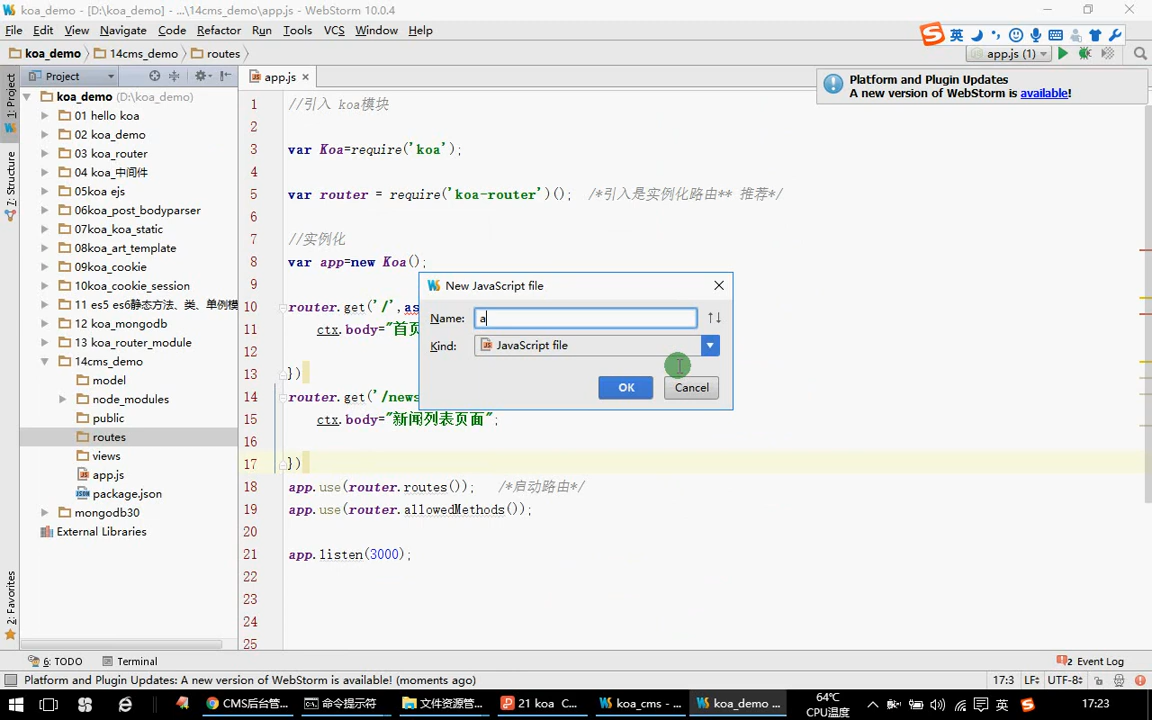 koa_demo - [D:\koa_demo] - ...\14cms_demo\app.js - WebStorm 10.0.4
File Edit View Navigate Code Refactor Run Tools VCS Window Help
英
koa_demo 14cms_demo routes
app.js (1)
Project
app.js
Platform and Plugin Updates
A new version of WebStorm is available!
1: Project
Z: Structure
2: Favorites
koa_demo (D:\koa_demo)
01 hello koa
02 koa_demo
03 koa_router
04 koa_中间件
05koa ejs
06koa_post_bodyparser
07koa_koa_static
08koa_art_template
09koa_cookie
10koa_cookie_session
11 es5 es6静态方法、类、单例模
12 koa_mongodb
13 koa_router_module
14cms_demo
model
node_modules
public
routes
views
app.js
package.json
mongodb30
External Libraries
1 //引入 koa模块
2
3 var Koa=require('koa');
4
5 var router = require('koa-router')(); /*引入是实例化路由** 推荐*/
6
7 //实例化
8 var app=new Koa();
9
10 router.get('/',as
11 ctx.body="首页
12
13 })
14 router.get('/news
15 ctx.body="新闻列表页面";
16
17 })
18 app.use(router.routes()); /*启动路由*/
19 app.use(router.allowedMethods());
20
21 app.listen(3000);
22
23
24
25
New JavaScript file
Name: a
Kind: JavaScript file
OK Cancel
6: TODO Terminal 2 Event Log
Platform and Plugin Updates: A new version of WebStorm is available! (moments ago) 17:3 LF÷ UTF-8÷
CMS后台管... 命令提示符 文件资源管... 21 koa C... koa_cms - ... koa_demo ...
64℃
CPU温度
英 17:23